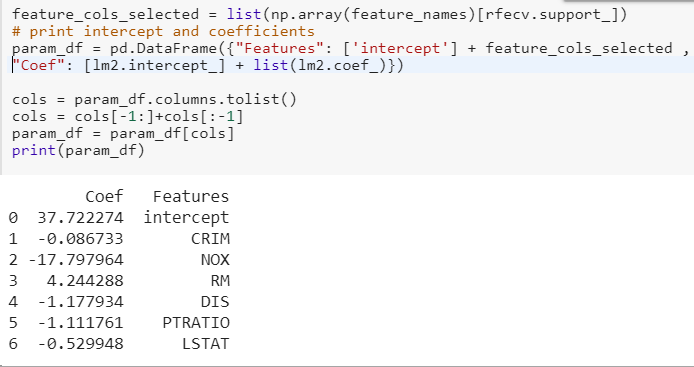 feature_cols_selected = list(np.array(feature_names)[rfecv.support_])
# print intercept and coefficients
param_df = pd.DataFrame({"Features": ['intercept'] + feature_cols_selected ,
"Coef": [lm2.intercept_] + list(lm2.coef_)})
cols = param_df.columns.tolist()
cols = cols[-1:]+cols[:-1]
param_df = param_df[cols]
print(param_df)
Coef Features
0 37.722274 intercept
1 -0.086733 CRIM
2 -17.797964 NOX
3 4.244288 RM
4 -1.177934 DIS
5 -1.111761 PTRATIO
6 -0.529948 LSTAT